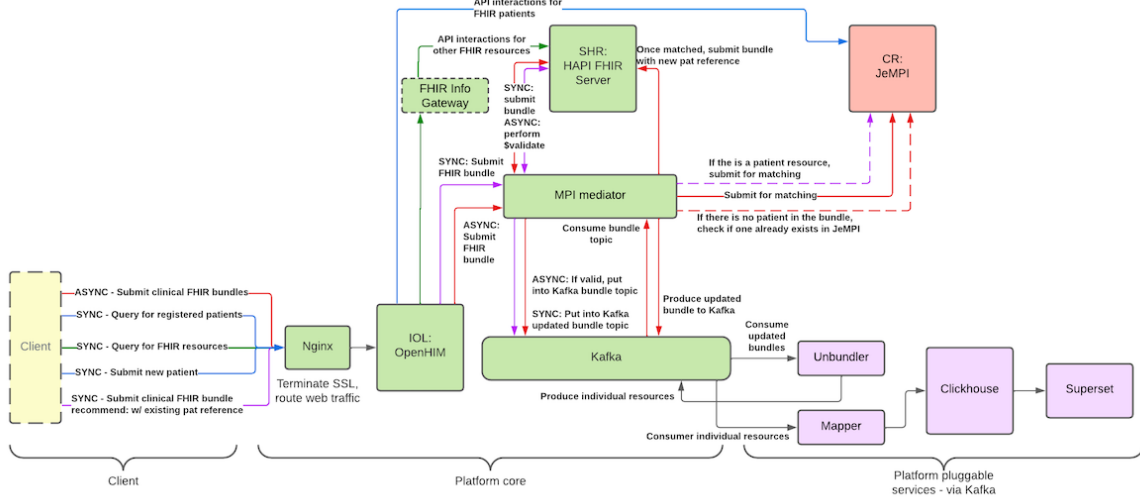 API interactions for
FHIR patients
API interactions for
other FHIR resources
SHR:
HAPI FHIR
Server
Once matched, submit bundle
with new pat reference
CR:
JeMPI
FHIR Info
Gateway
SYNC:
submit
bundle
ASYNC:
perform
$validate
SYNC: Submit
FHIR bundle
If the is a patient resource,
submit for matching
MPI mediator
Submit for matching
If there is no patient in the bundle,
check if one already exists in JeMPI
ASYNC:
Submit
FHIR
bundle
Consume bundle
topic
ASYNC: If valid, put
into Kafka bundle topic
SYNC: Put into Kafka
updated bundle topic
Produce updated
bundle to Kafka
Client
ASYNC - Submit clinical FHIR bundles
SYNC - Query for registered patients
SYNC - Query for FHIR resources
SYNC - Submit new patient
SYNC - Submit clinical FHIR bundle
recommend: w/ existing pat reference
Nginx
Terminate SSL,
route web traffic
IOL:
OpenHIM
Kafka
Consume
updated
bundles
Unbundler
Produce individual resources
Consumer individual resources
Mapper
Clickhouse
Superset
Client
Platform core
Platform pluggable
services - via Kafka